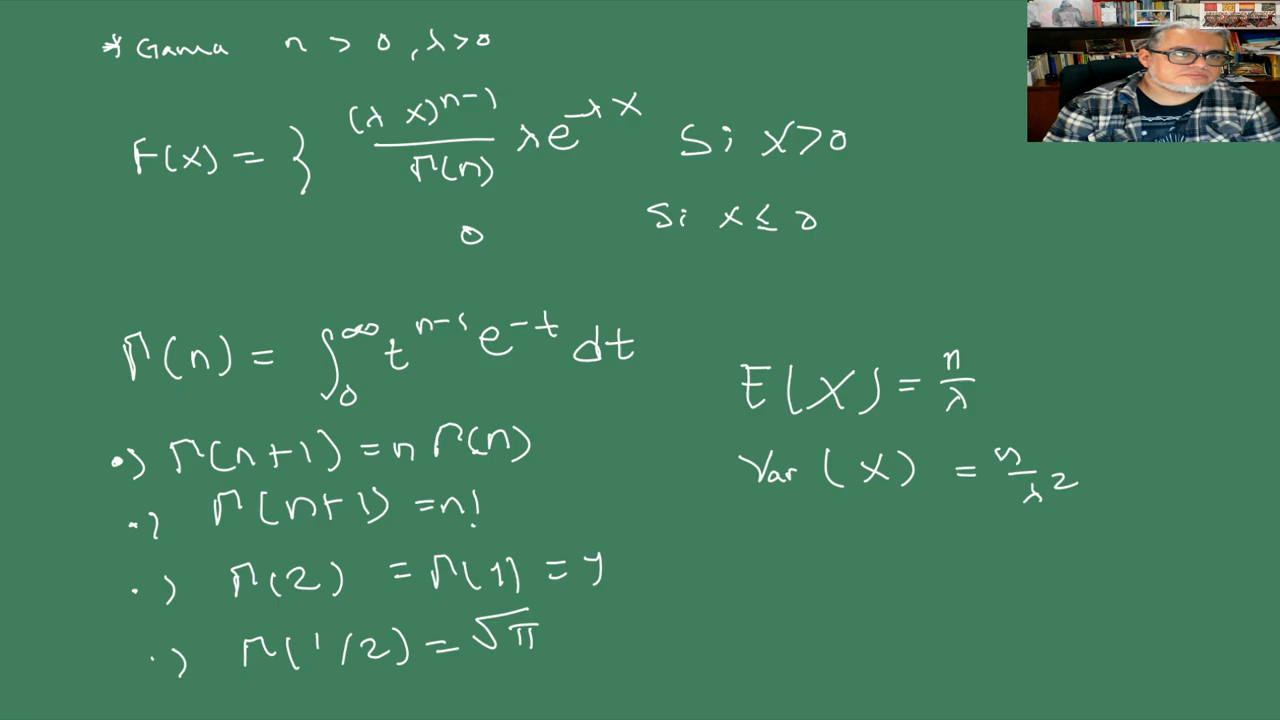 * Gama n > 0, λ>0
F(x) = } (λ x)^{n-1} / Γ(n) λe^{-λx} Si x>0
0 Si x ≤ 0
Γ(n) = ∫_0^∞ t^{n-1} e^{-t} dt
•) Γ(n+1) = n Γ(n)
•) Γ(n+1) = n!
•) Γ(2) = Γ(1) = 1
•) Γ(1/2) = √π
E(X) = n/λ
Var (X) = n/λ²